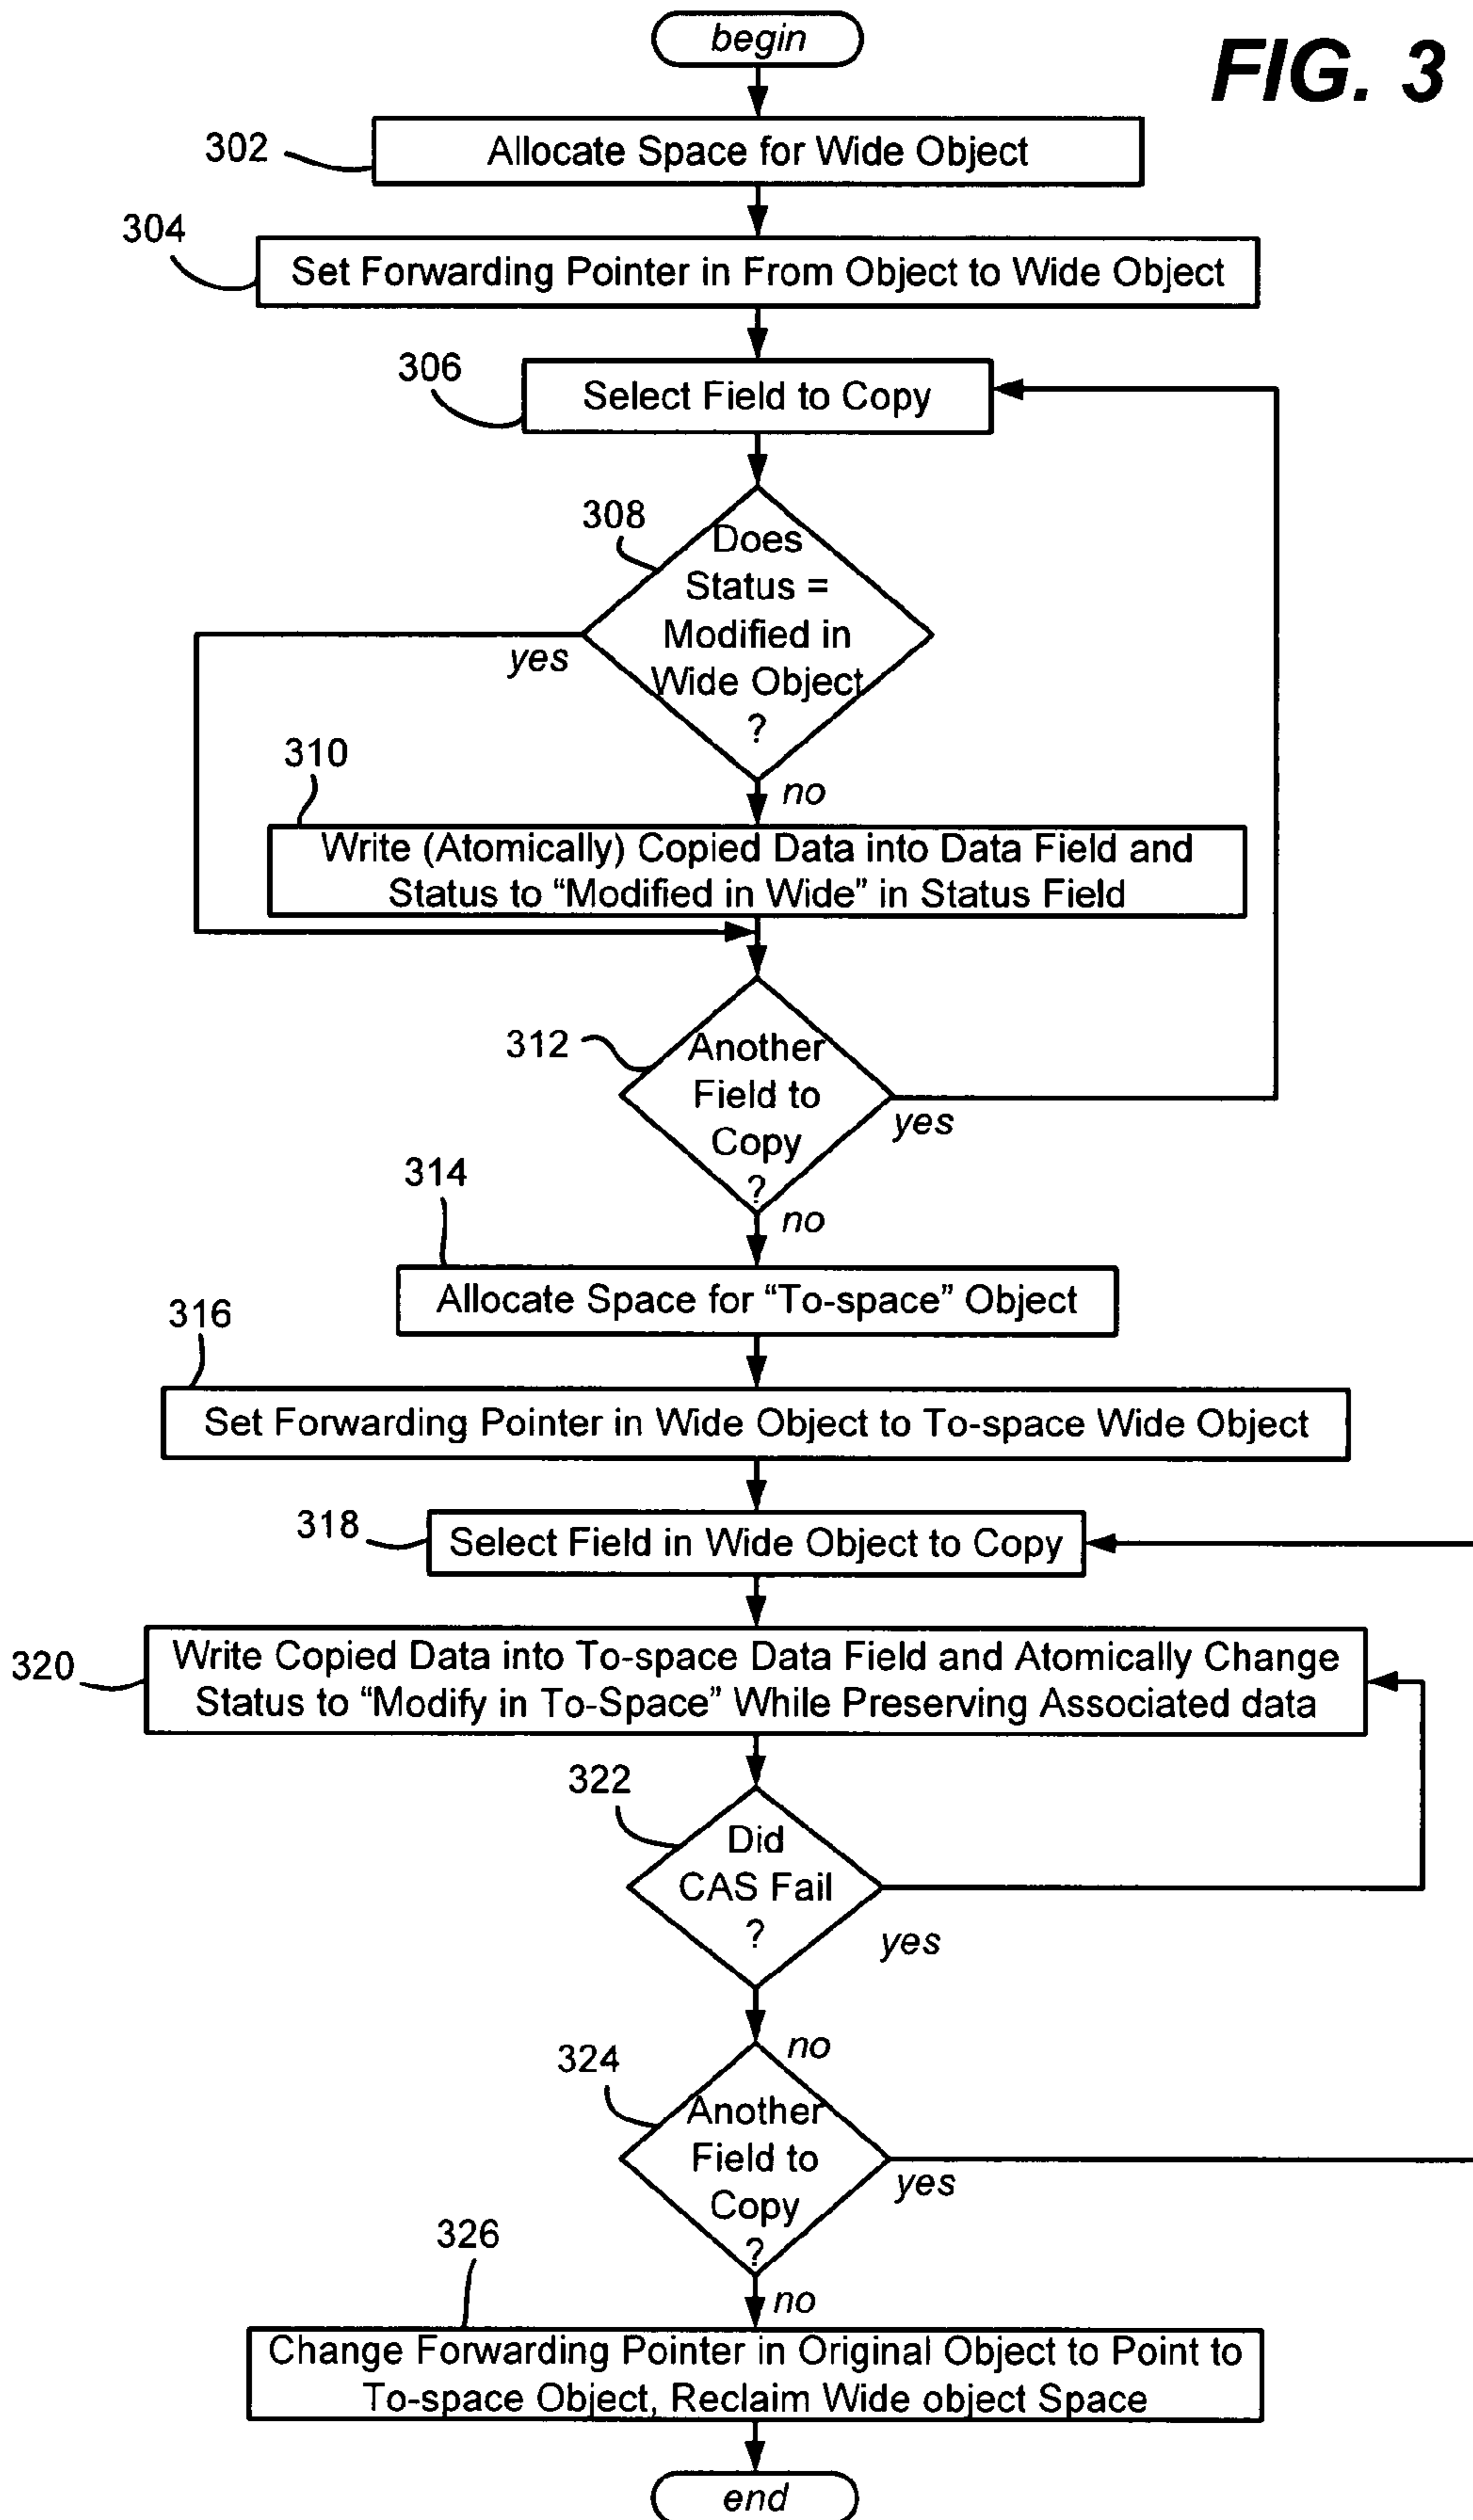 begin
FIG. 3
302
Allocate Space for Wide Object
304
Set Forwarding Pointer in From Object to Wide Object
306
Select Field to Copy
308
Does
Status =
Modified in
Wide Object
?
yes
no
310
Write (Atomically) Copied Data into Data Field and
Status to “Modified in Wide” in Status Field
312
Another
Field to
Copy
?
yes
no
314
Allocate Space for “To-space” Object
316
Set Forwarding Pointer in Wide Object to To-space Wide Object
318
Select Field in Wide Object to Copy
320
Write Copied Data into To-space Data Field and Atomically Change
Status to “Modify in To-Space” While Preserving Associated data
322
Did
CAS Fail
?
yes
no
324
Another
Field to
Copy
?
yes
no
326
Change Forwarding Pointer in Original Object to Point to
To-space Object, Reclaim Wide object Space
end